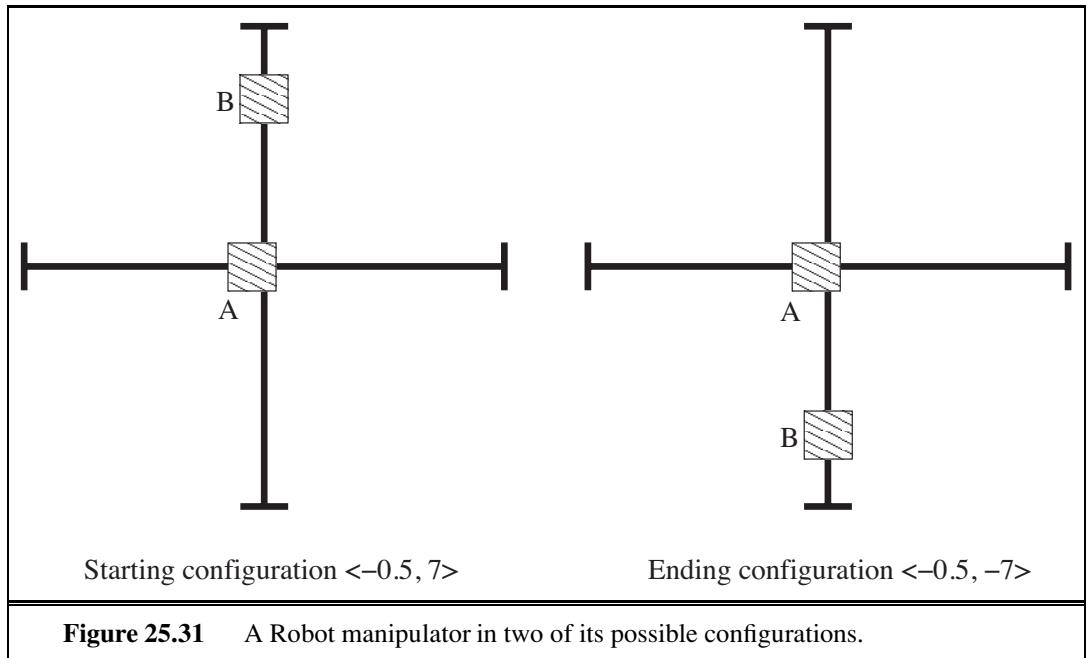 B
A
Starting configuration <–0.5, 7>
A
B
Ending configuration <–0.5, –7>
Figure 25.31 A Robot manipulator in two of its possible configurations.